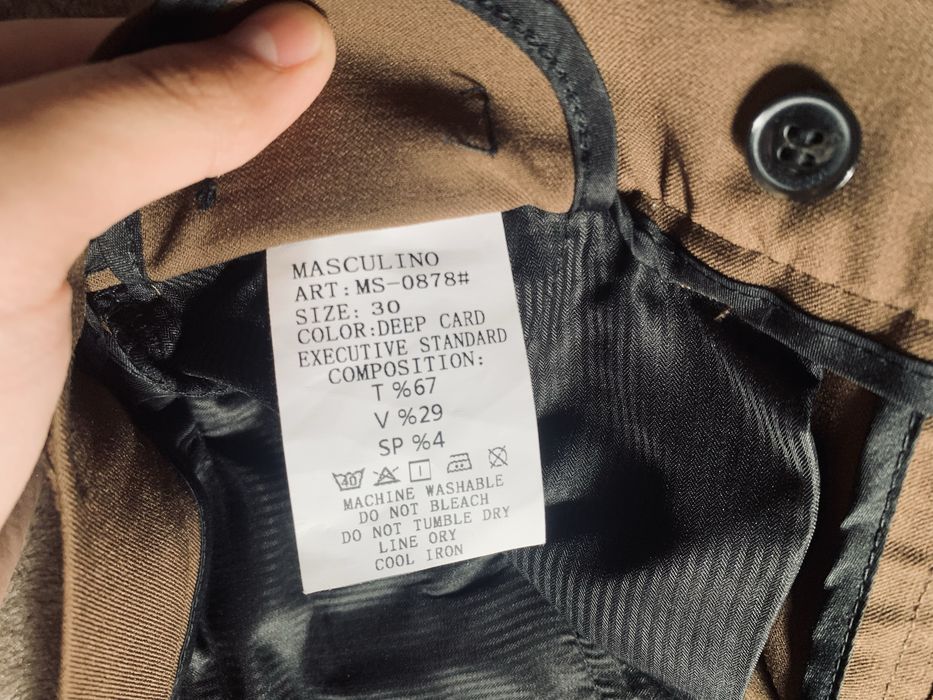 MASCULINO
ART:MS-0878#
SIZE: 30
COLOR:DEEP CARD
EXECUTIVE STANDARD
COMPOSITION:
T %67
V %29
SP %4
40
MACHINE WASHABLE
DO NOT BLEACH
DO NOT TUMBLE DRY
LINE ORY
COOL IRON